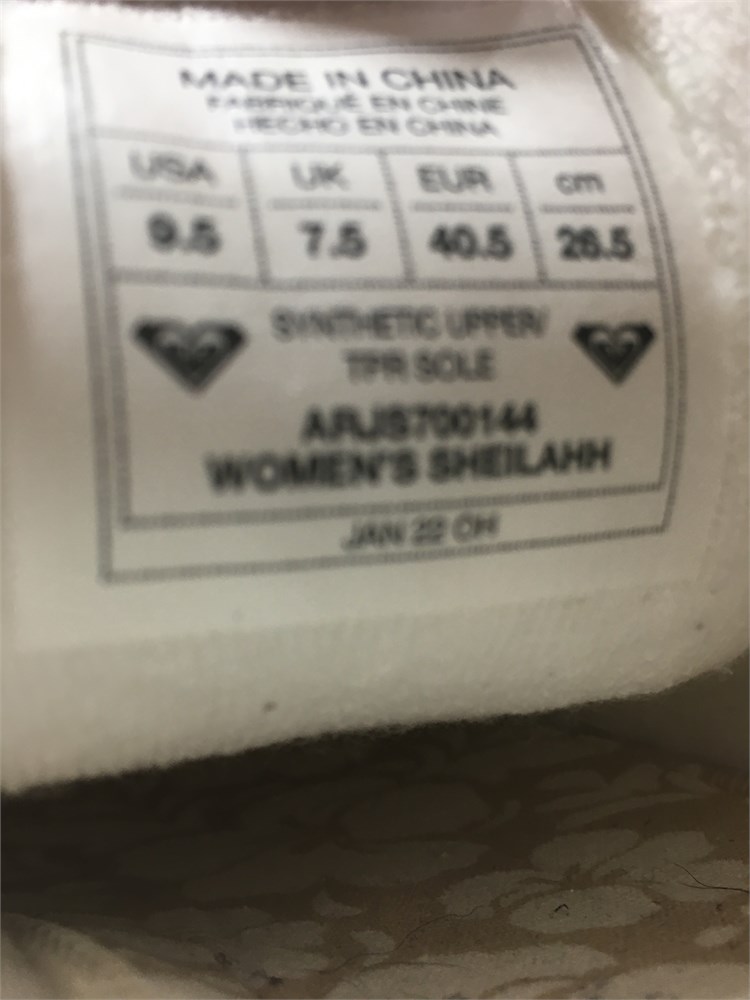 MADE IN CHINA
FABRIQUÉ EN CHINE
HECHO EN CHINA
USA UK EUR cm
9.5 7.5 40.5 26.5
SYNTHETIC UPPER/
TPR SOLE
ARJS700144
WOMEN'S SHEILAHH
JAN 22 OH